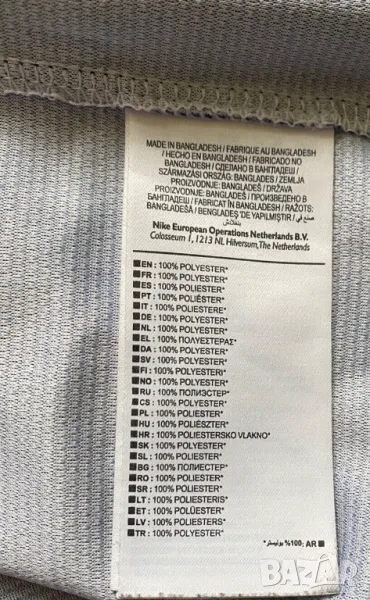 MADE IN BANGLADESH / FABRIQUE AU BANGLADESH
/ HECHO EN BANGLADESH / FABRICADO NO
BANGLADESH / СДЕЛАНО В БАНГЛАДЕШ /
SZÁRMAZÁSI ORSZÁG: BANGLADES / ZEMLJA
PROIZVODNJE: BANGLADEŠ / DRŽAVA
PROIZVODNJE: BANGLADEŠ / ПРОИЗВЕДЕНО В
БАНГЛАДЕШ / FABRICAT ÎN BANGLADESH / RAŽOTS:
BANGLADEŠĀ / BENGLADEŞ'DE YAPILMIŞTIR / صنع في
بنغلادش
Nike European Operations Netherlands B.V.
Colosseum 1, 1213 NL Hilversum, The Netherlands
EN : 100% POLYESTER*
FR : 100% POLYESTER*
ES : 100% POLIÉSTER*
PT : 100% POLIÉSTER*
IT : 100% POLIESTERE*
DE : 100% POLYESTER*
NL : 100% POLYESTER*
EL : 100% ΠΟΛΥΕΣΤΕΡΑΣ*
DA : 100% POLYESTER*
SV : 100% POLYESTER*
FI : 100% POLYESTERI*
NO : 100% POLYESTER*
RU : 100% ПОЛИЭСТЕР*
CS : 100% POLYESTER*
PL : 100% POLIESTER*
HU : 100% POLIÉSZTER*
HR : 100% POLIESTERSKO VLAKNO*
SK : 100% POLYESTER*
SL : 100% POLIESTER*
BG : 100% ПОЛИЕСТЕР*
RO : 100% POLIESTER*
SR : 100% POLIESTER*
LT : 100% POLIESTERIS*
ET : 100% POLÜESTER*
LV : 100% POLIESTERS*
TR : 100% POLYESTER*
AR : 100% بوليستر*
BAZAR